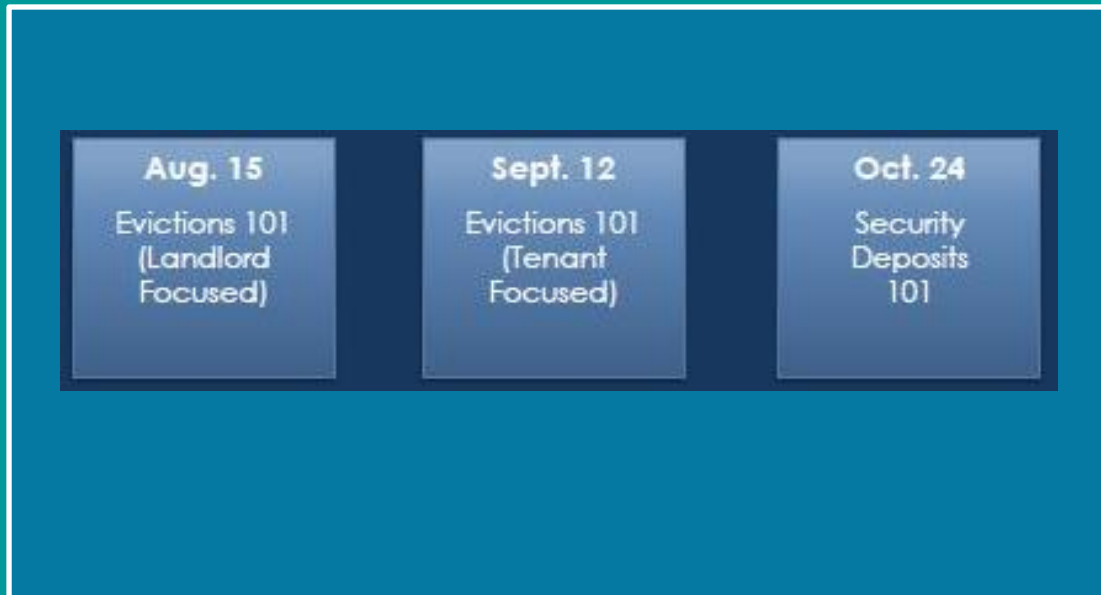 Aug. 15
Evictions 101
(Landlord
Focused)
Sept. 12
Evictions 101
(Tenant
Focused)
Oct. 24
Security
Deposits
101